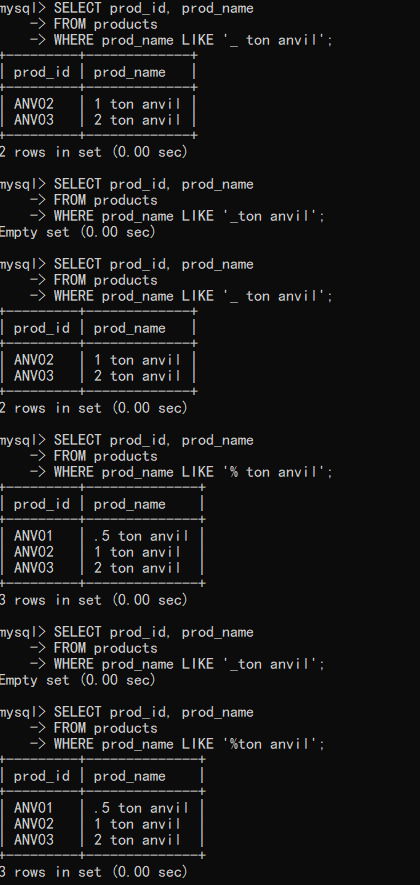 mysql> SELECT prod_id, prod_name
    -> FROM products
    -> WHERE prod_name LIKE '_ ton anvil';
+---------+-------------+
| prod_id | prod_name   |
+---------+-------------+
| ANV02   | 1 ton anvil |
| ANV03   | 2 ton anvil |
+---------+-------------+
2 rows in set (0.00 sec)

mysql> SELECT prod_id, prod_name
    -> FROM products
    -> WHERE prod_name LIKE '_ton anvil';
Empty set (0.00 sec)

mysql> SELECT prod_id, prod_name
    -> FROM products
    -> WHERE prod_name LIKE '_ ton anvil';
+---------+-------------+
| prod_id | prod_name   |
+---------+-------------+
| ANV02   | 1 ton anvil |
| ANV03   | 2 ton anvil |
+---------+-------------+
2 rows in set (0.00 sec)

mysql> SELECT prod_id, prod_name
    -> FROM products
    -> WHERE prod_name LIKE '% ton anvil';
+---------+--------------+
| prod_id | prod_name    |
+---------+--------------+
| ANV01   | .5 ton anvil |
| ANV02   | 1 ton anvil  |
| ANV03   | 2 ton anvil  |
+---------+--------------+
3 rows in set (0.00 sec)

mysql> SELECT prod_id, prod_name
    -> FROM products
    -> WHERE prod_name LIKE '_ton anvil';
Empty set (0.00 sec)

mysql> SELECT prod_id, prod_name
    -> FROM products
    -> WHERE prod_name LIKE '%ton anvil';
+---------+--------------+
| prod_id | prod_name    |
+---------+--------------+
| ANV01   | .5 ton anvil |
| ANV02   | 1 ton anvil  |
| ANV03   | 2 ton anvil  |
+---------+--------------+
3 rows in set (0.00 sec)